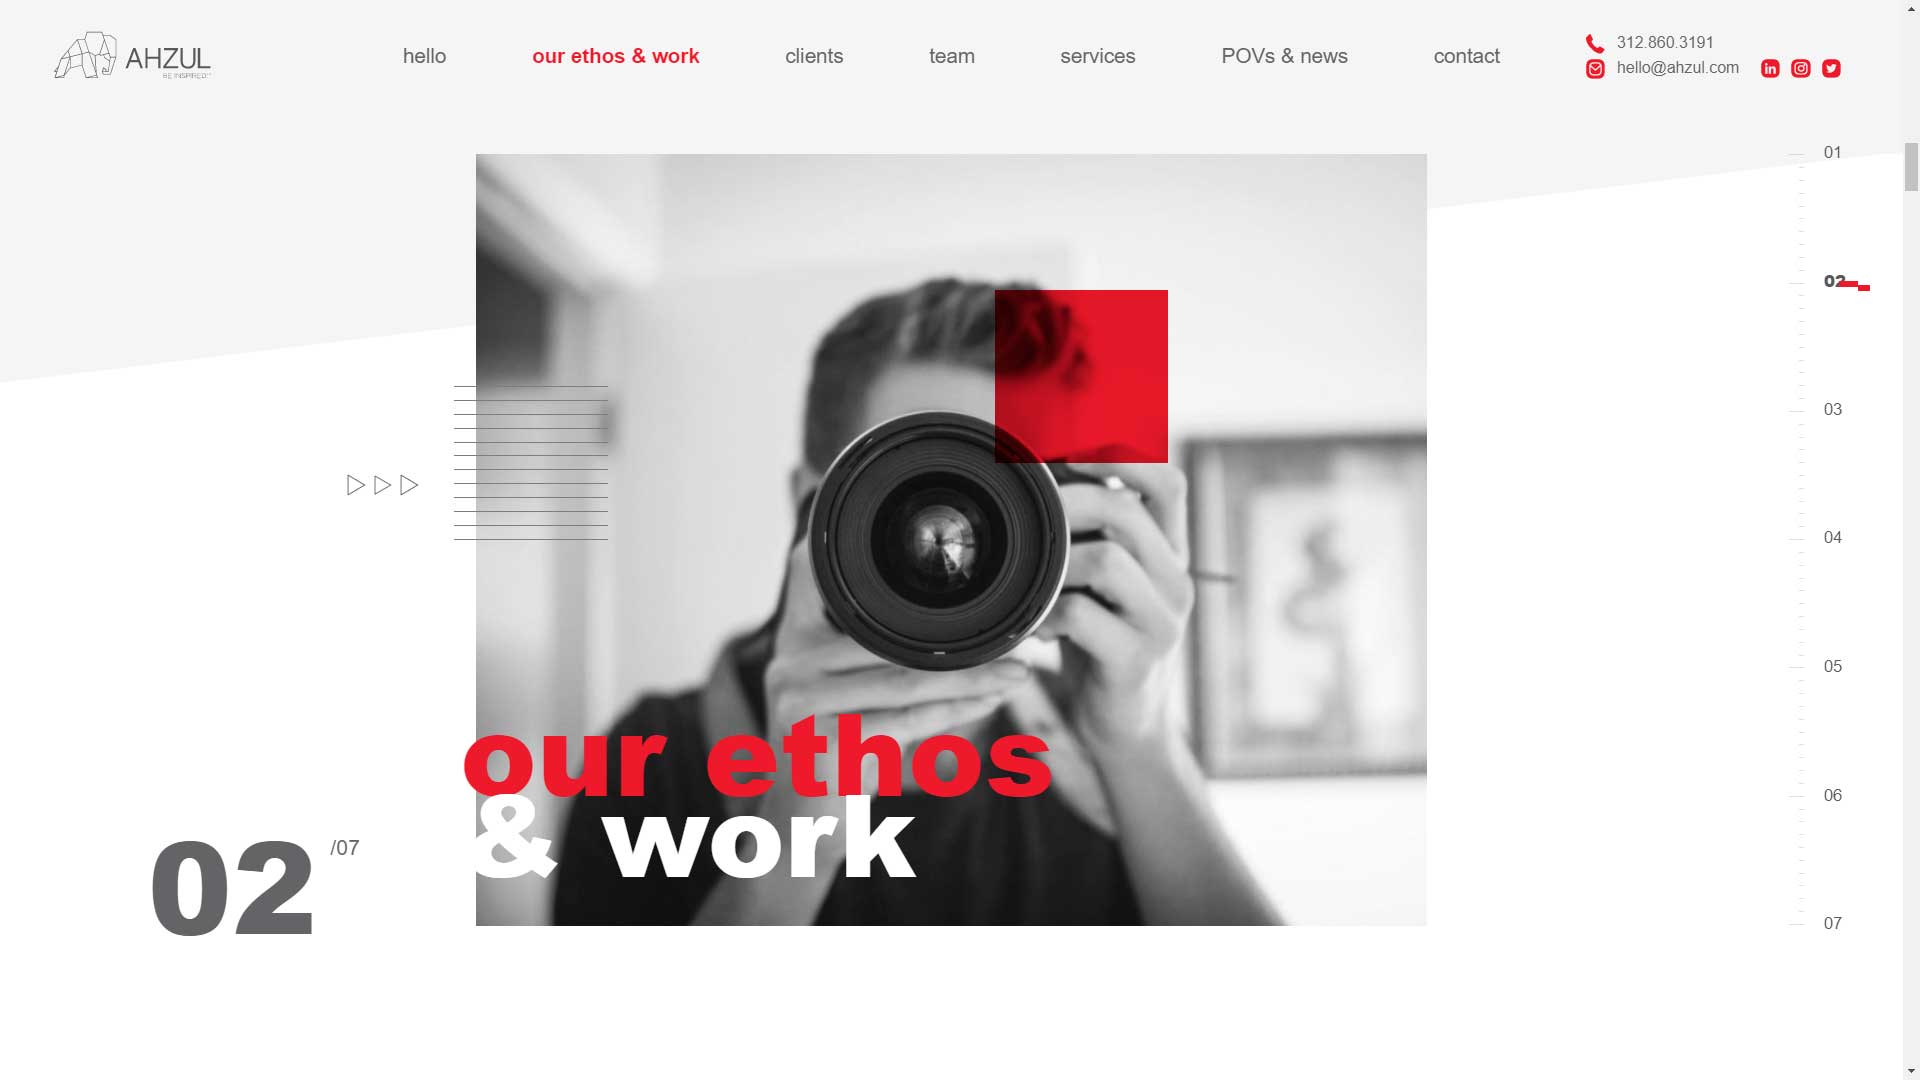 AHZUL
BE INSPIRED™
hello
our ethos & work
clients
team
services
POVs & news
contact
312.860.3191
hello@ahzul.com
01
02
03
04
05
06
07
our ethos
& work
02
/07